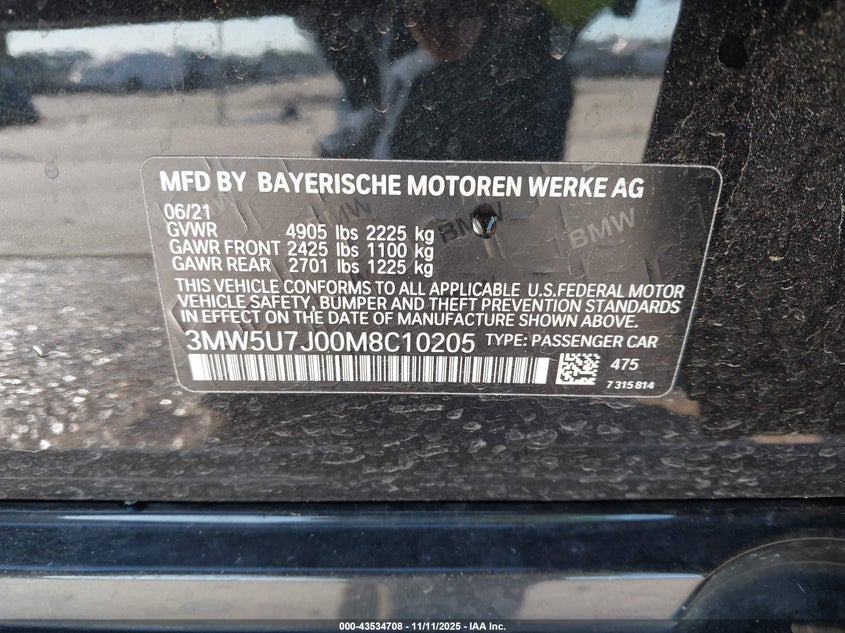 MFD BY BAYERISCHE MOTOREN WERKE AG
06/21
GVWR 4905 lbs 2225 kg
GAWR FRONT 2425 lbs 1100 kg
GAWR REAR 2701 lbs 1225 kg
THIS VEHICLE CONFORMS TO ALL APPLICABLE U.S.FEDERAL MOTOR
VEHICLE SAFETY, BUMPER AND THEFT PREVENTION STANDARDS
IN EFFECT ON THE DATE OF MANUFACTURE SHOWN ABOVE.
3MW5U7J00M8C10205 TYPE: PASSENGER CAR
475
7 315 814
BMW
BMW
000-43534708 - 11/11/2025 - IAA Inc.